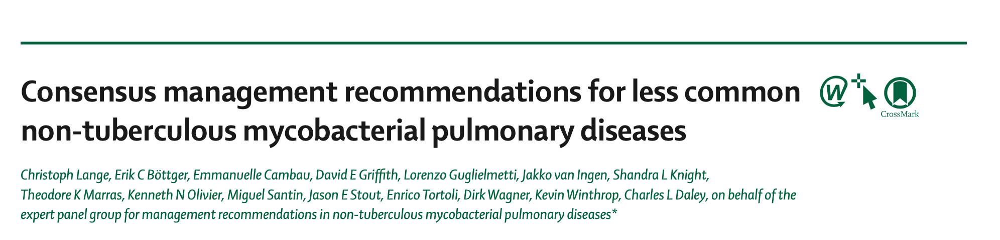 Consensus management recommendations for less common
non-tuberculous mycobacterial pulmonary diseases
W
CrossMark
Christoph Lange, Erik C Böttger, Emmanuelle Cambau, David E Griffith, Lorenzo Guglielmetti, Jakko van Ingen, Shandra L Knight,
Theodore K Marras, Kenneth N Olivier, Miguel Santin, Jason E Stout, Enrico Tortoli, Dirk Wagner, Kevin Winthrop, Charles L Daley, on behalf of the
expert panel group for management recommendations in non-tuberculous mycobacterial pulmonary diseases*